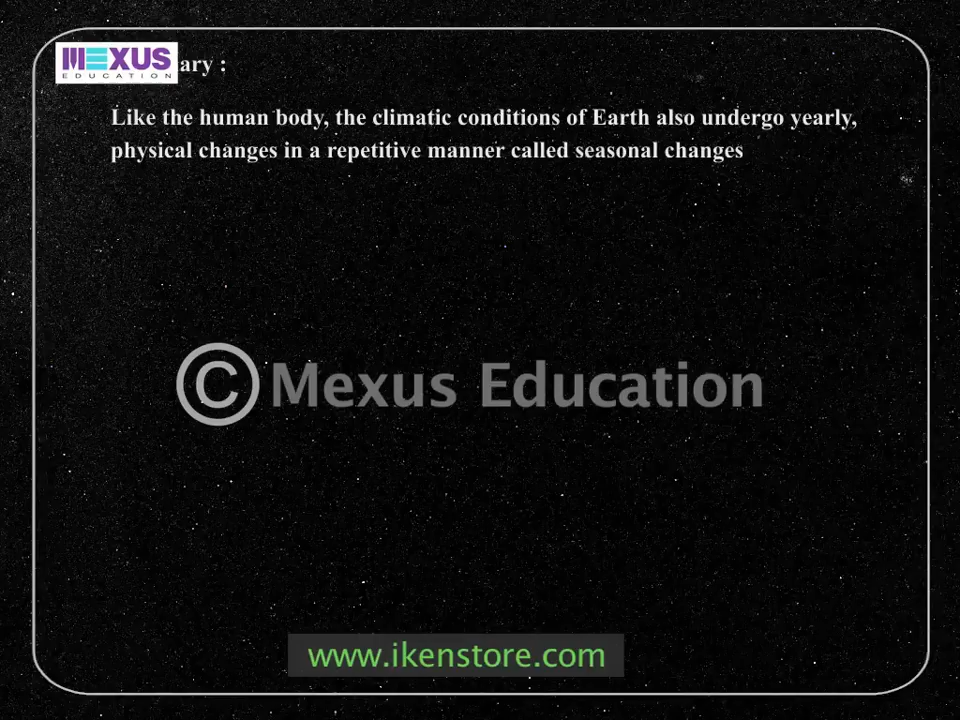 MEXUS
EDUCATION
ary :
Like the human body, the climatic conditions of Earth also undergo yearly,
physical changes in a repetitive manner called seasonal changes
© Mexus Education
www.ikenstore.com